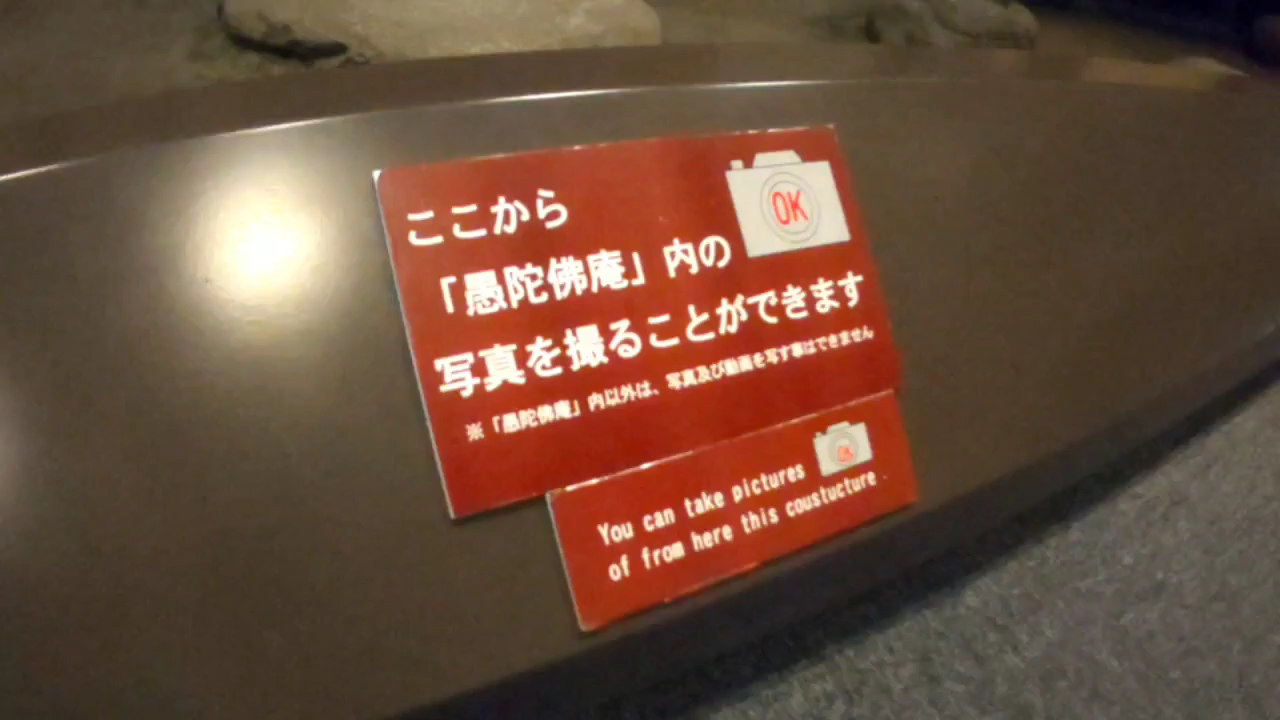 ここから
「愚陀佛庵」内の
写真を撮ることができます
※「愚陀佛庵」内以外は、写真及び動画を写す事はできません
OK
You can take pictures
of from here this coustucture.
OK